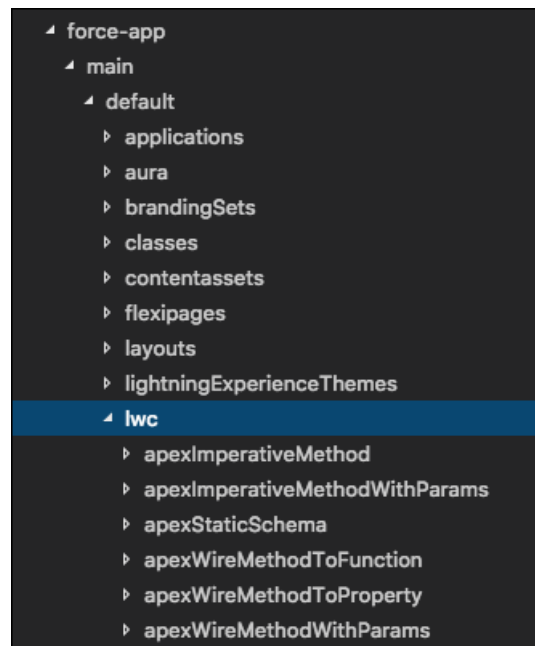 force-app
main
default
applications
aura
brandingSets
classes
contentassets
flexipages
layouts
lightningExperienceThemes
lwc
apexImperativeMethod
apexImperativeMethodWithParams
apexStaticSchema
apexWireMethodToFunction
apexWireMethodToProperty
apexWireMethodWithParams